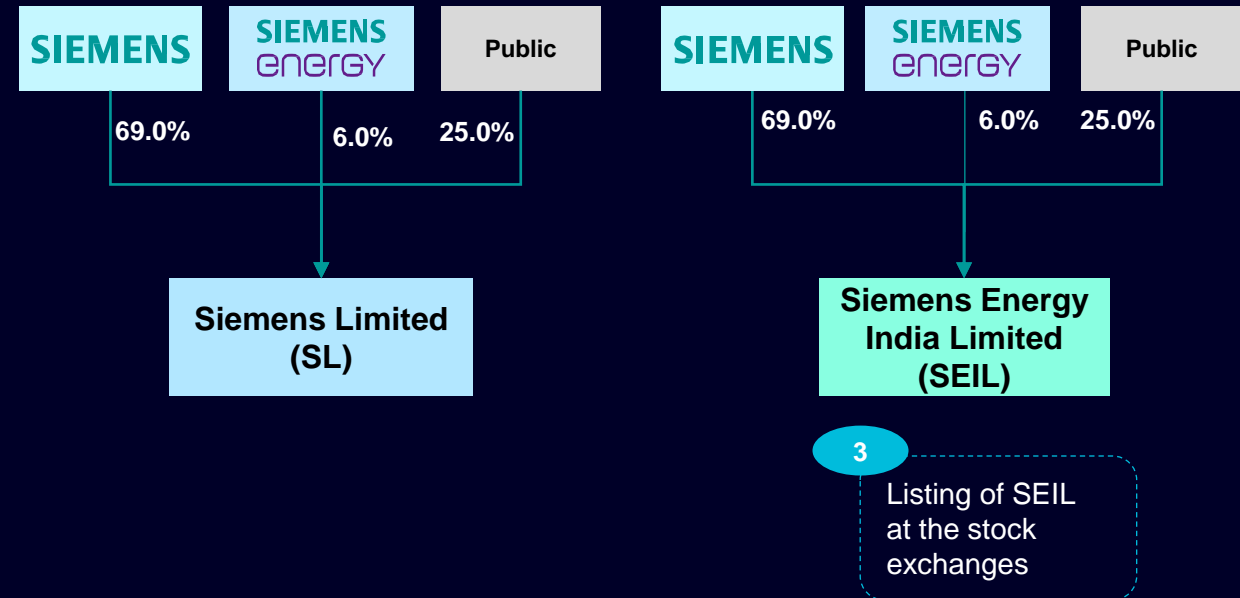 SIEMENS
SIEMENS
energy
Public
69.0%
6.0%
25.0%
Siemens Limited
(SL)
SIEMENS
SIEMENS
energy
Public
69.0%
6.0%
25.0%
Siemens Energy
India Limited
(SEIL)
3
Listing of SEIL
at the stock
exchanges